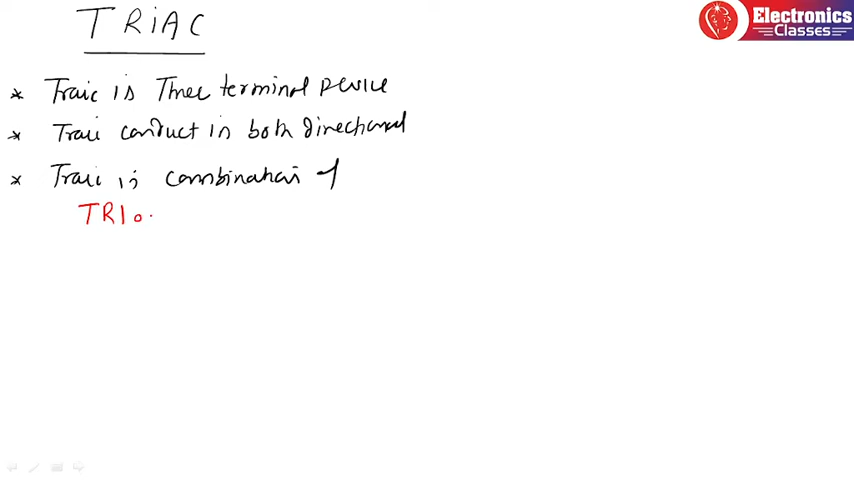 TRiAC
Electronics
Classes
* Traic is Three terminal Device
* Traic conduct in both directional
* Traic is combination of
TRIo.